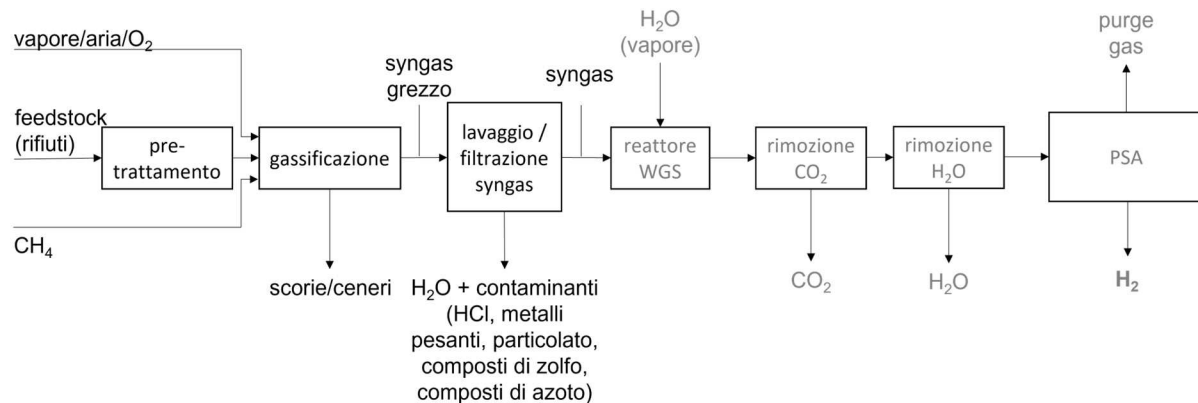 vapore/aria/O₂
feedstock
(rifiuti)
CH₄
pre-
trattamento
gassificazione
scorie/ceneri
syngas
grezzo
lavaggio /
filtrazione
syngas
H₂O + contaminanti
(HCl, metalli
pesanti, particolato,
composti di zolfo,
composti di azoto)
syngas
H₂O
(vapore)
reattore
WGS
rimozione
CO₂
CO₂
rimozione
H₂O
H₂O
purge
gas
PSA
H₂